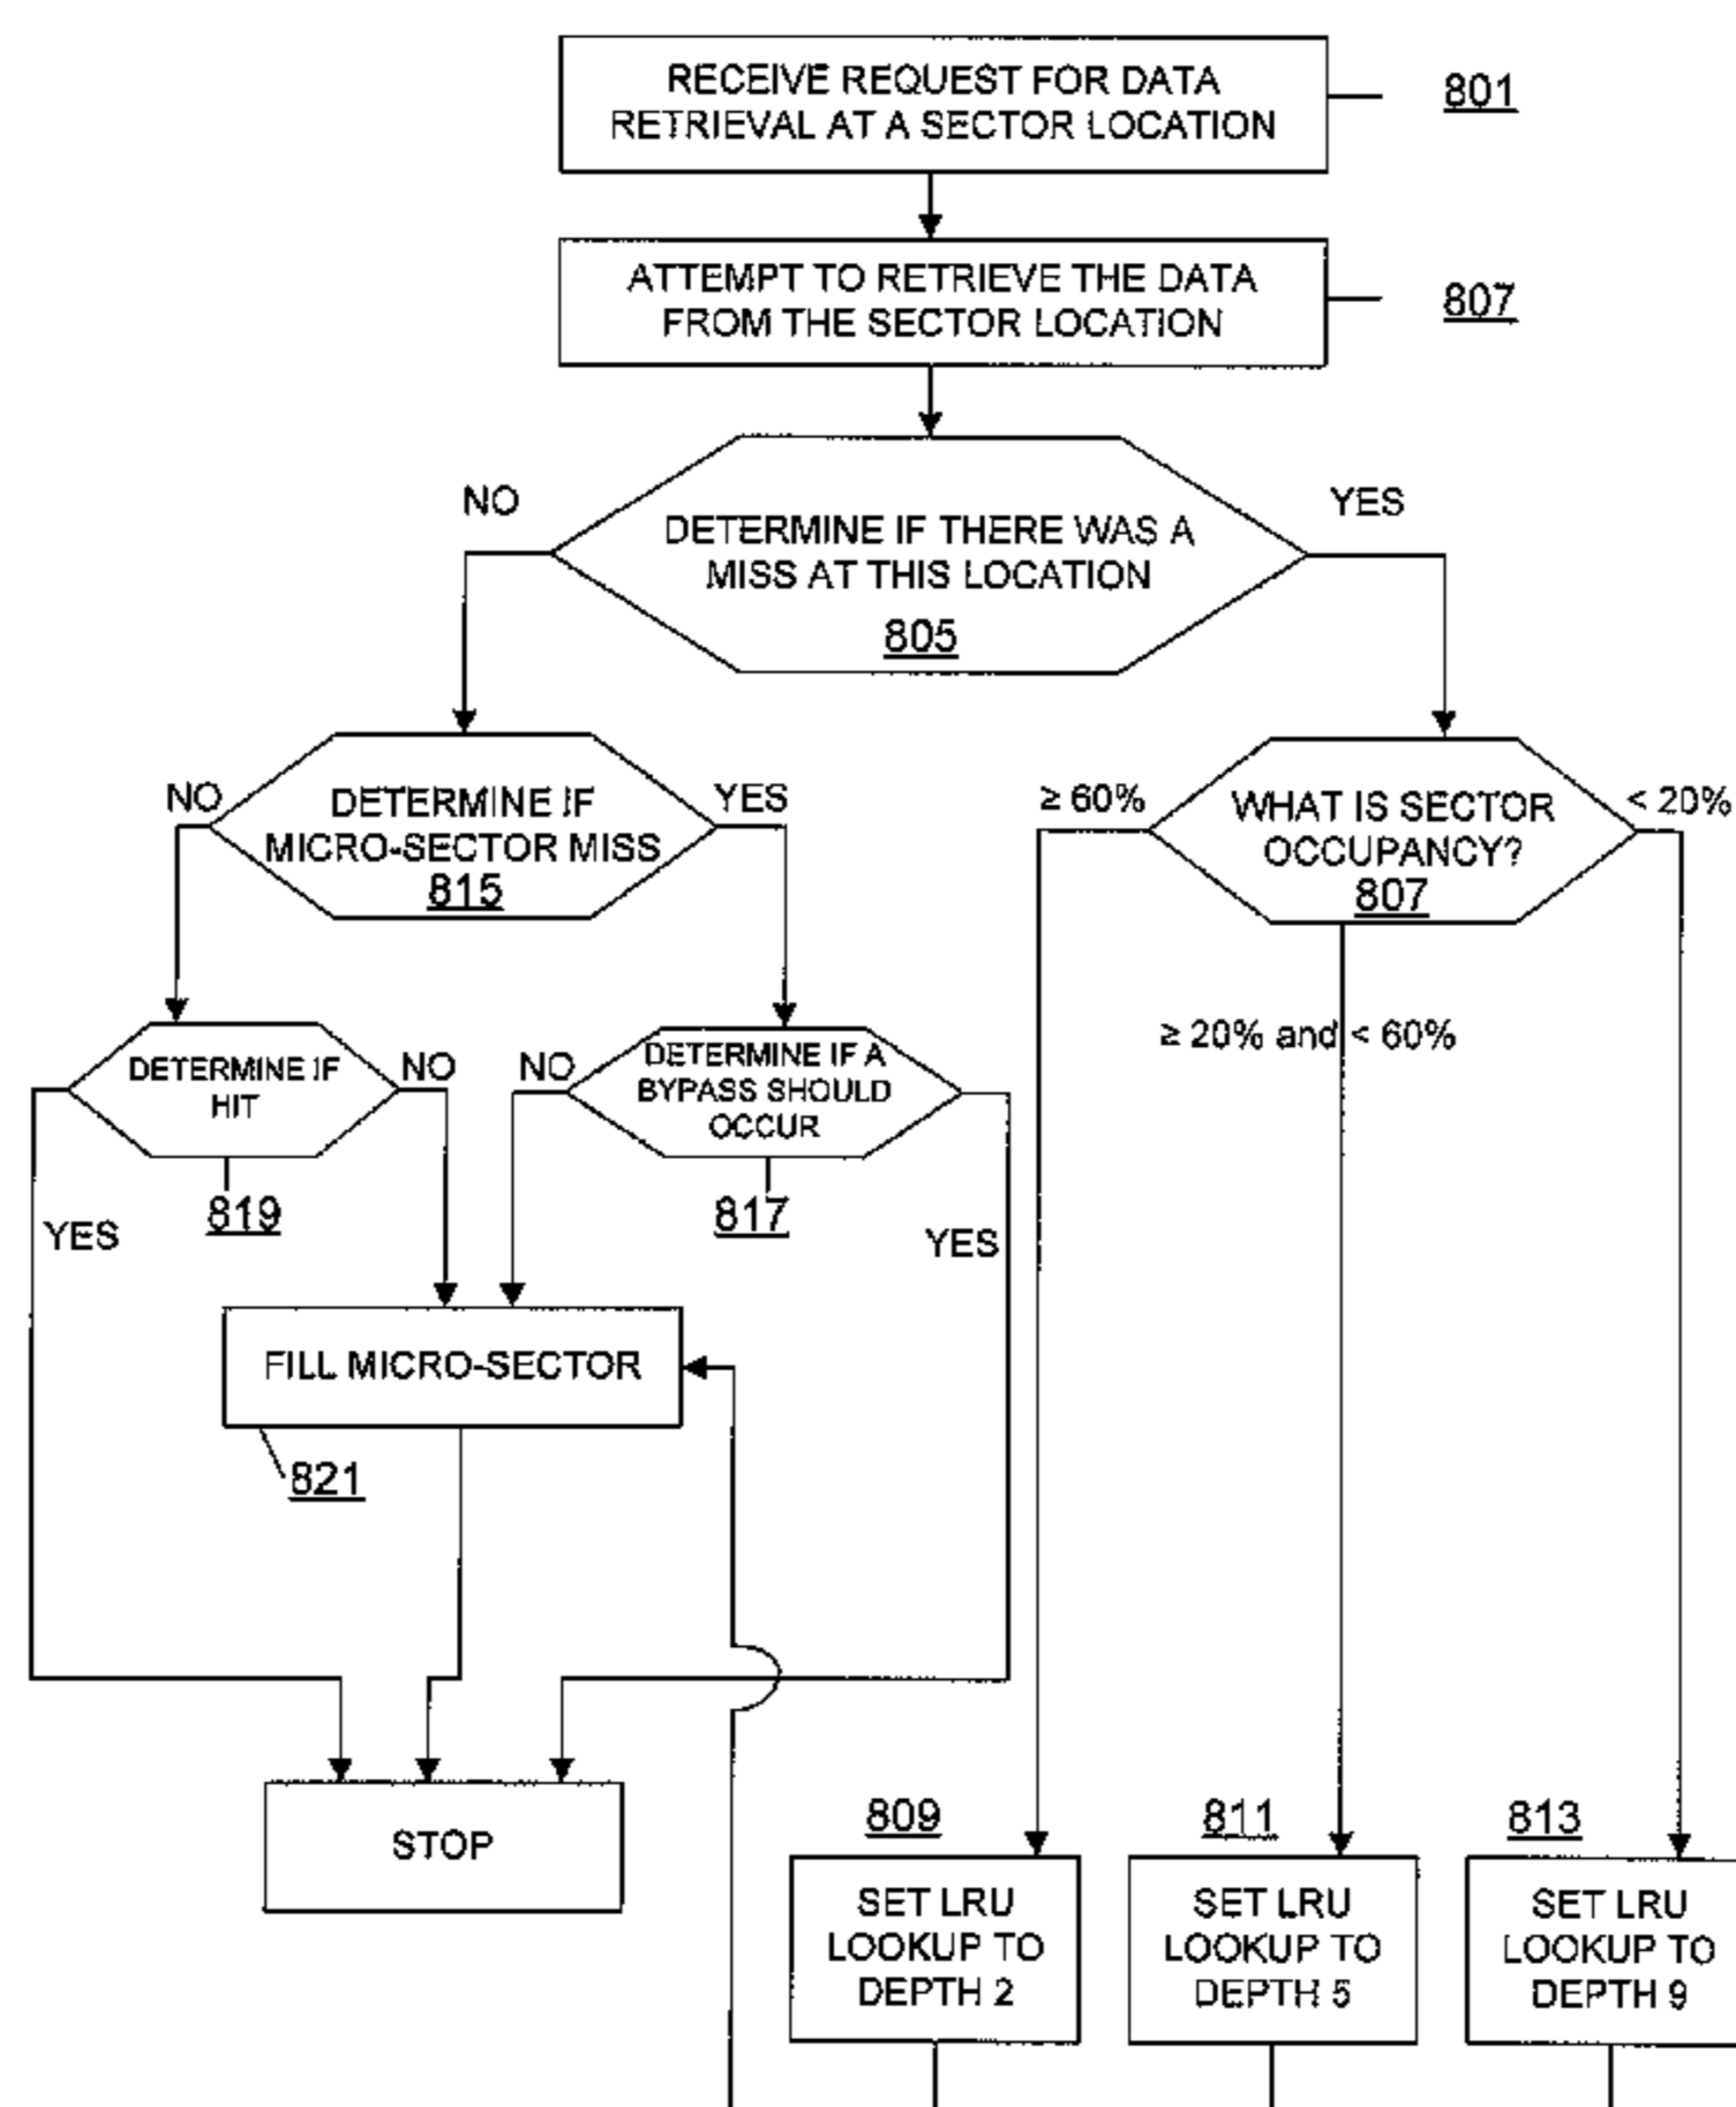 RECEIVE REQUEST FOR DATA
RETRIEVAL AT A SECTOR LOCATION
801
ATTEMPT TO RETRIEVE THE DATA
FROM THE SECTOR LOCATION
807
NO
YES
DETERMINE IF THERE WAS A
MISS AT THIS LOCATION
805
NO
DETERMINE IF
MICRO-SECTOR MISS
815
YES
≥ 60%
WHAT IS SECTOR
OCCUPANCY?
807
< 20%
≥ 20% and < 60%
DETERMINE IF
HIT
NO
819
YES
NO
DETERMINE IF A
BYPASS SHOULD
OCCUR
817
YES
FILL MICRO-SECTOR
821
STOP
809
SET LRU
LOOKUP TO
DEPTH 2
811
SET LRU
LOOKUP TO
DEPTH 5
813
SET LRU
LOOKUP TO
DEPTH 9